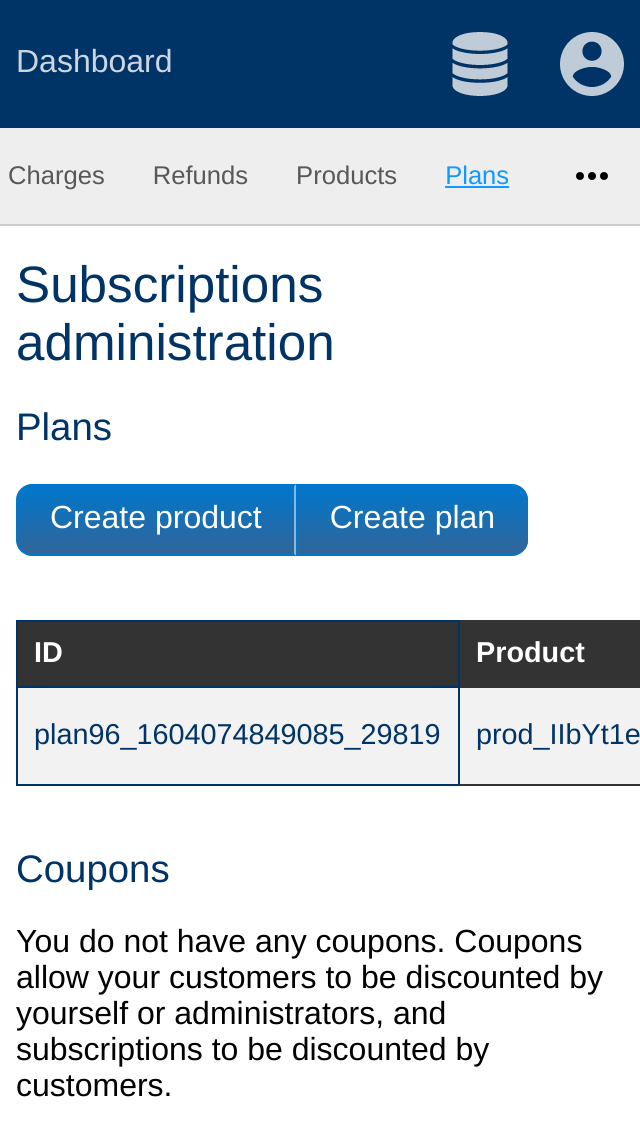 Dashboard
Charges Refunds Products Plans
Subscriptions
administration
Plans
Create product Create plan
ID Product
plan96_1604074849085_29819 prod_IIbYt1e
Coupons
You do not have any coupons. Coupons
allow your customers to be discounted by
yourself or administrators, and
subscriptions to be discounted by
customers.